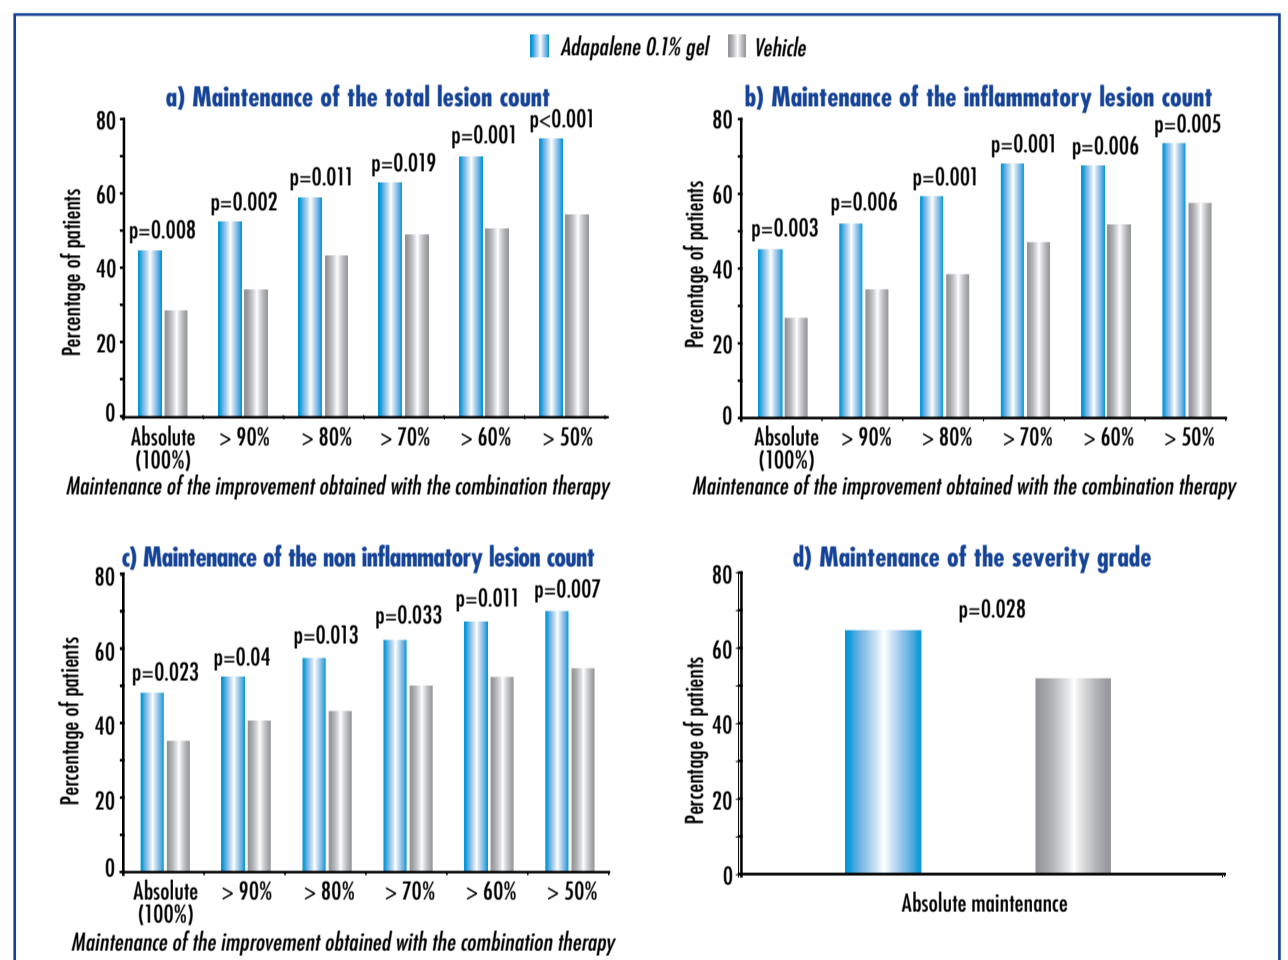 Adapalene 0.1% gel Vehicle
a) Maintenance of the total lesion count
Percentage of patients
80
60
40
20
0
p=0.008
p=0.002
p=0.011
p=0.019
p=0.001
p<0.001
Absolute (100%)
> 90%
> 80%
> 70%
> 60%
> 50%
Maintenance of the improvement obtained with the combination therapy
b) Maintenance of the inflammatory lesion count
Percentage of patients
80
60
40
20
0
p=0.003
p=0.006
p=0.001
p=0.001
p=0.006
p=0.005
Absolute (100%)
> 90%
> 80%
> 70%
> 60%
> 50%
Maintenance of the improvement obtained with the combination therapy
c) Maintenance of the non inflammatory lesion count
Percentage of patients
80
60
40
20
0
p=0.023
p=0.04
p=0.013
p=0.033
p=0.011
p=0.007
Absolute (100%)
> 90%
> 80%
> 70%
> 60%
> 50%
Maintenance of the improvement obtained with the combination therapy
d) Maintenance of the severity grade
Percentage of patients
80
60
40
20
0
p=0.028
Absolute maintenance